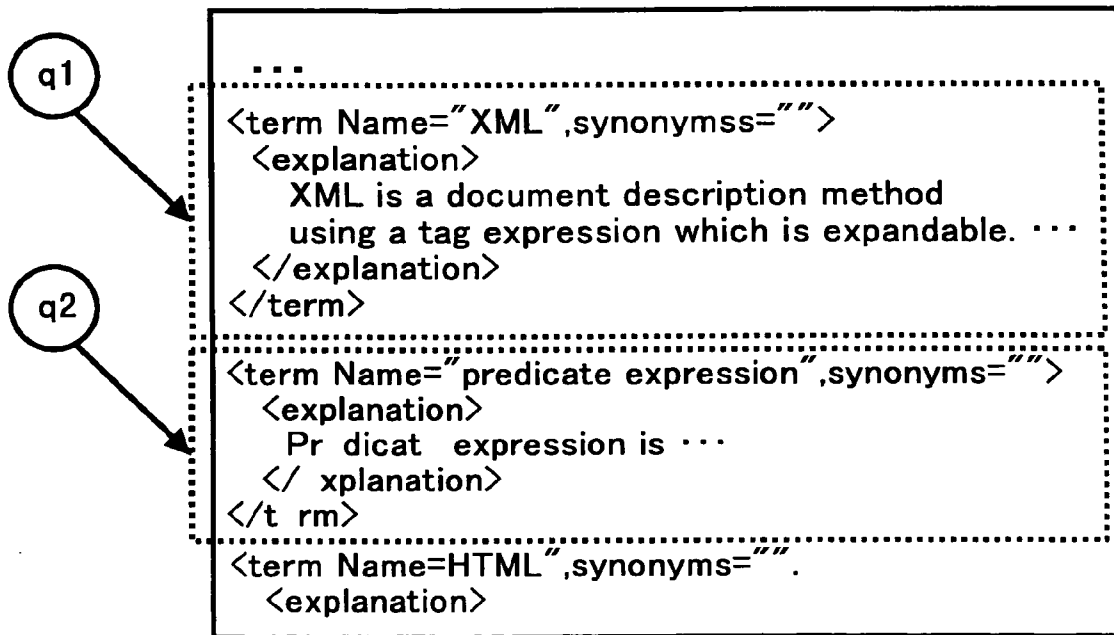 ...
q1
<term Name="XML",synonymss="">
<explanation>
XML is a document description method
using a tag expression which is expandable. ...
</explanation>
</term>
q2
<term Name="predicate expression",synonyms="">
<explanation>
Pr dicat expression is ...
</ xplanation>
</t rm>
<term Name=HTML",synonyms="".
<explanation>